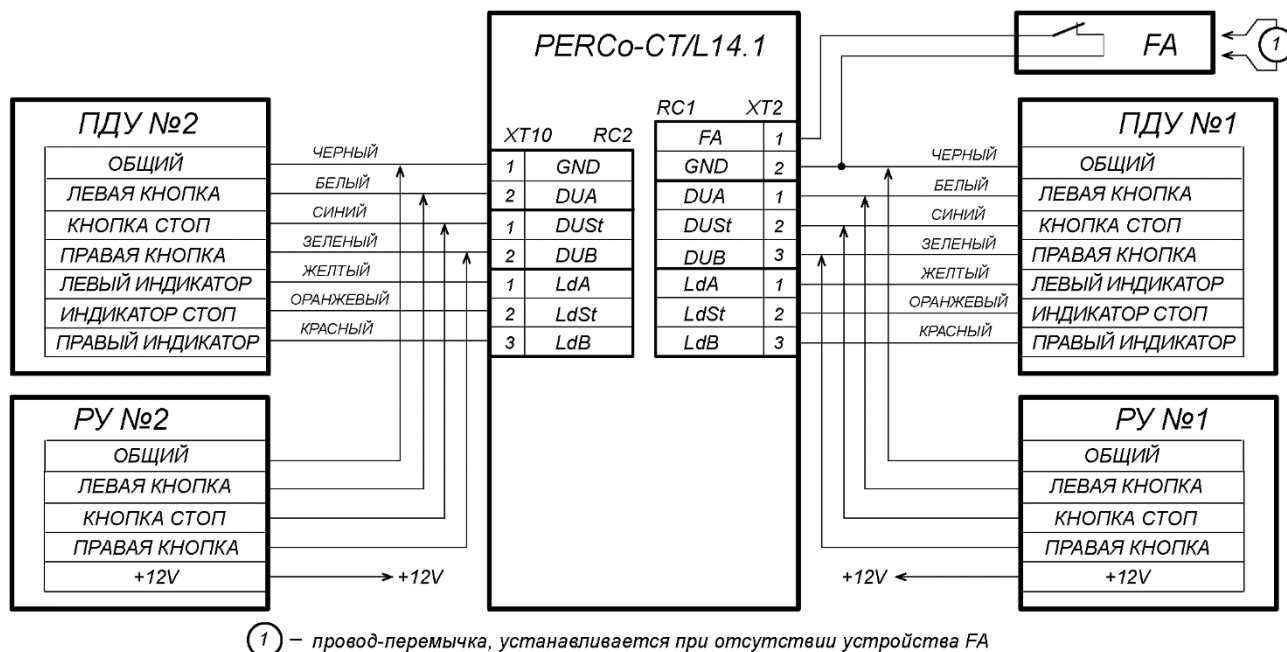 PERCo-CT/L14.1
FA
1
ПДУ №2
ОБЩИЙ
ЛЕВАЯ КНОПКА
КНОПКА СТОП
ПРАВАЯ КНОПКА
ЛЕВЫЙ ИНДИКАТОР
ИНДИКАТОР СТОП
ПРАВЫЙ ИНДИКАТОР
ЧЕРНЫЙ
БЕЛЫЙ
СИНИЙ
ЗЕЛЕНЫЙ
ЖЕЛТЫЙ
ОРАНЖЕВЫЙ
КРАСНЫЙ
XT10 RC2
1 GND
2 DUA
1 DUSt
2 DUB
1 LdA
2 LdSt
3 LdB
RC1 XT2
FA 1
GND 2
DUA 1
DUSt 2
DUB 3
LdA 1
LdSt 2
LdB 3
ЧЕРНЫЙ
БЕЛЫЙ
СИНИЙ
ЗЕЛЕНЫЙ
ЖЕЛТЫЙ
ОРАНЖЕВЫЙ
КРАСНЫЙ
ПДУ №1
ОБЩИЙ
ЛЕВАЯ КНОПКА
КНОПКА СТОП
ПРАВАЯ КНОПКА
ЛЕВЫЙ ИНДИКАТОР
ИНДИКАТОР СТОП
ПРАВЫЙ ИНДИКАТОР
РУ №2
ОБЩИЙ
ЛЕВАЯ КНОПКА
КНОПКА СТОП
ПРАВАЯ КНОПКА
+12V
+12V
РУ №1
ОБЩИЙ
ЛЕВАЯ КНОПКА
КНОПКА СТОП
ПРАВАЯ КНОПКА
+12V
+12V
1 – провод-перемычка, устанавливается при отсутствии устройства FA